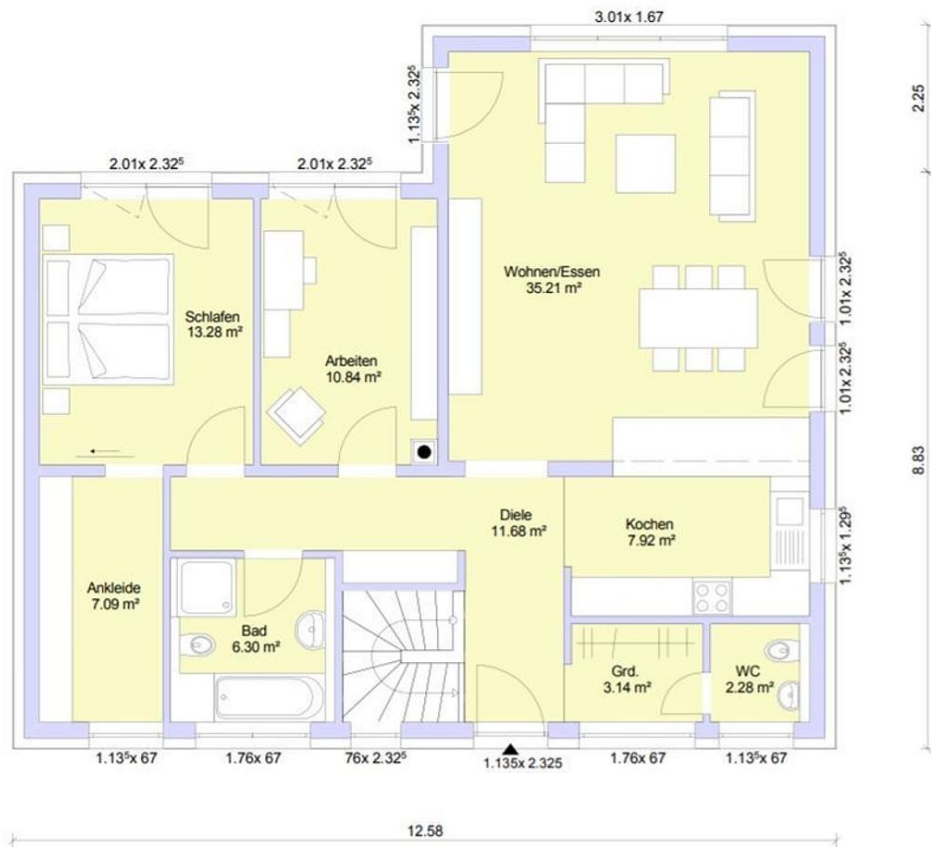 3.01x 1.67
1.13⁵x 2.32⁵
2.25
2.01x 2.32⁵
2.01x 2.32⁵
Wohnen/Essen
35.21 m²
1.01x 2.32⁵
Schlafen
13.28 m²
Arbeiten
10.84 m²
1.01x 2.32⁵
8.83
Diele
11.68 m²
Kochen
7.92 m²
1.13⁵x 1.29⁵
Ankleide
7.09 m²
Bad
6.30 m²
Grd.
3.14 m²
WC
2.28 m²
1.13⁵x 67
1.76x 67
76x 2.32⁵
1.135x 2.325
1.76x 67
1.13⁵x 67
12.58